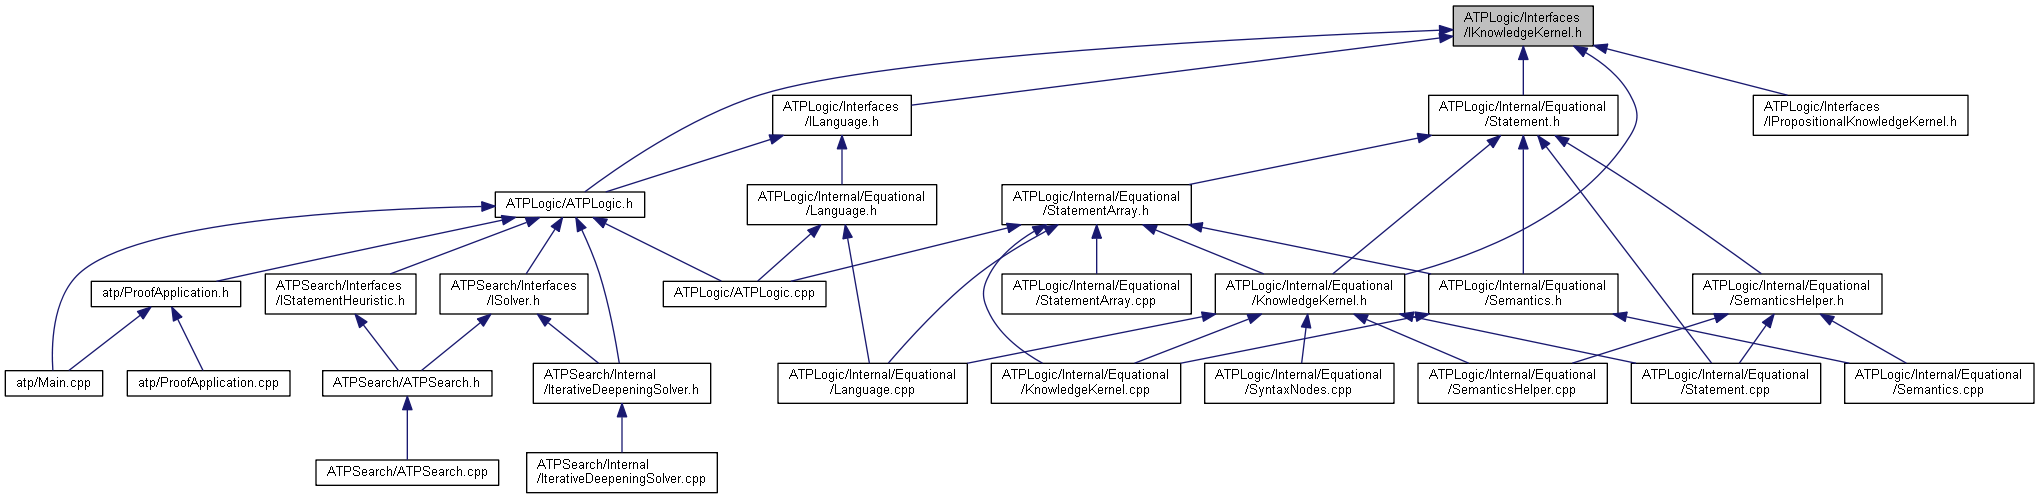 ATPLogic/Interfaces
/IKnowledgeKernel.h
ATPLogic/Interfaces
/ILanguage.h
ATPLogic/Internal/Equational
/Statement.h
ATPLogic/Interfaces
/IPropositionalKnowledgeKernel.h
ATPLogic/ATPLogic.h
ATPLogic/Internal/Equational
/Language.h
ATPLogic/Internal/Equational
/StatementArray.h
atp/ProofApplication.h
ATPSearch/Interfaces
/IStatementHeuristic.h
ATPSearch/Interfaces
/ISolver.h
ATPLogic/ATPLogic.cpp
ATPLogic/Internal/Equational
/StatementArray.cpp
ATPLogic/Internal/Equational
/KnowledgeKernel.h
ATPLogic/Internal/Equational
/Semantics.h
ATPLogic/Internal/Equational
/SemanticsHelper.h
atp/Main.cpp
atp/ProofApplication.cpp
ATPSearch/ATPSearch.h
ATPSearch/Internal
/IterativeDeepeningSolver.h
ATPLogic/Internal/Equational
/Language.cpp
ATPLogic/Internal/Equational
/KnowledgeKernel.cpp
ATPLogic/Internal/Equational
/SyntaxNodes.cpp
ATPLogic/Internal/Equational
/SemanticsHelper.cpp
ATPLogic/Internal/Equational
/Statement.cpp
ATPLogic/Internal/Equational
/Semantics.cpp
ATPSearch/ATPSearch.cpp
ATPSearch/Internal
/IterativeDeepeningSolver.cpp